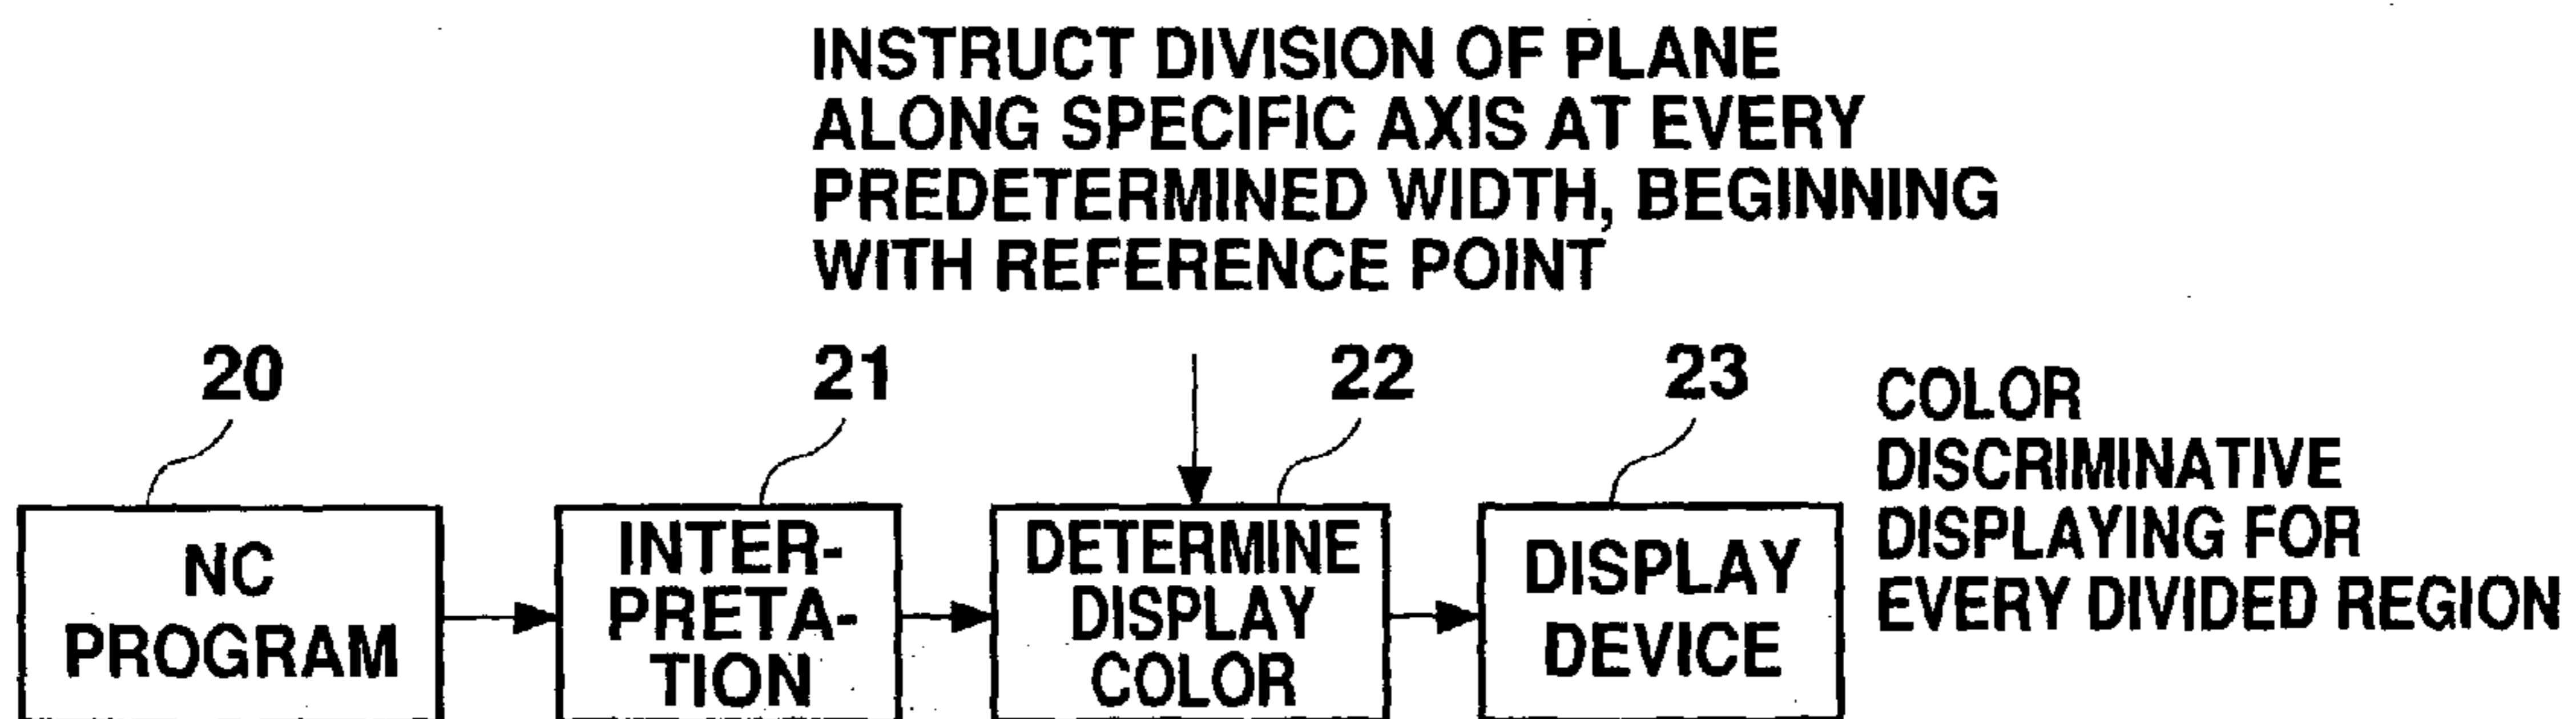 INSTRUCT DIVISION OF PLANE
ALONG SPECIFIC AXIS AT EVERY
PREDETERMINED WIDTH, BEGINNING
WITH REFERENCE POINT
20
21
22
23
COLOR
DISCRIMINATIVE
DISPLAYING FOR
EVERY DIVIDED REGION
NC
PROGRAM
INTER-
PRETA-
TION
DETERMINE
DISPLAY
COLOR
DISPLAY
DEVICE